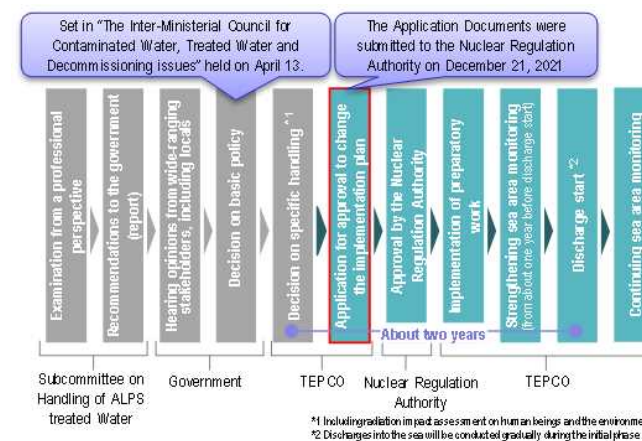 Set in "The Inter-Ministerial Council for
Contaminated Water, Treated Water and
Decommissioning issues" held on April 13.
The Application Documents were
submitted to the Nuclear Regulation
Authority on December 21, 2021
Examination from a professional
perspective
Recommendations to the government
(report)
Hearing opinions from wide-ranging
stakeholders, including locals
Decision on basic policy
Decision on specific handling *1
Application for approval to change
the implementation plan
Approval by the Nuclear
Regulation Authority
Implementation of preparatory
work
Strengthening sea area monitoring
(from about one year before discharge start)
Discharge start *2
Continuing sea area monitoring
About two years
Subcommittee on
Handling of ALPS
treated Water
Government
TEPCO
Nuclear Regulation
Authority
TEPCO
*1 Including radiation impact assessment on human beings and the
*2 Discharges into the sea will be conducted gradually during the initial phase